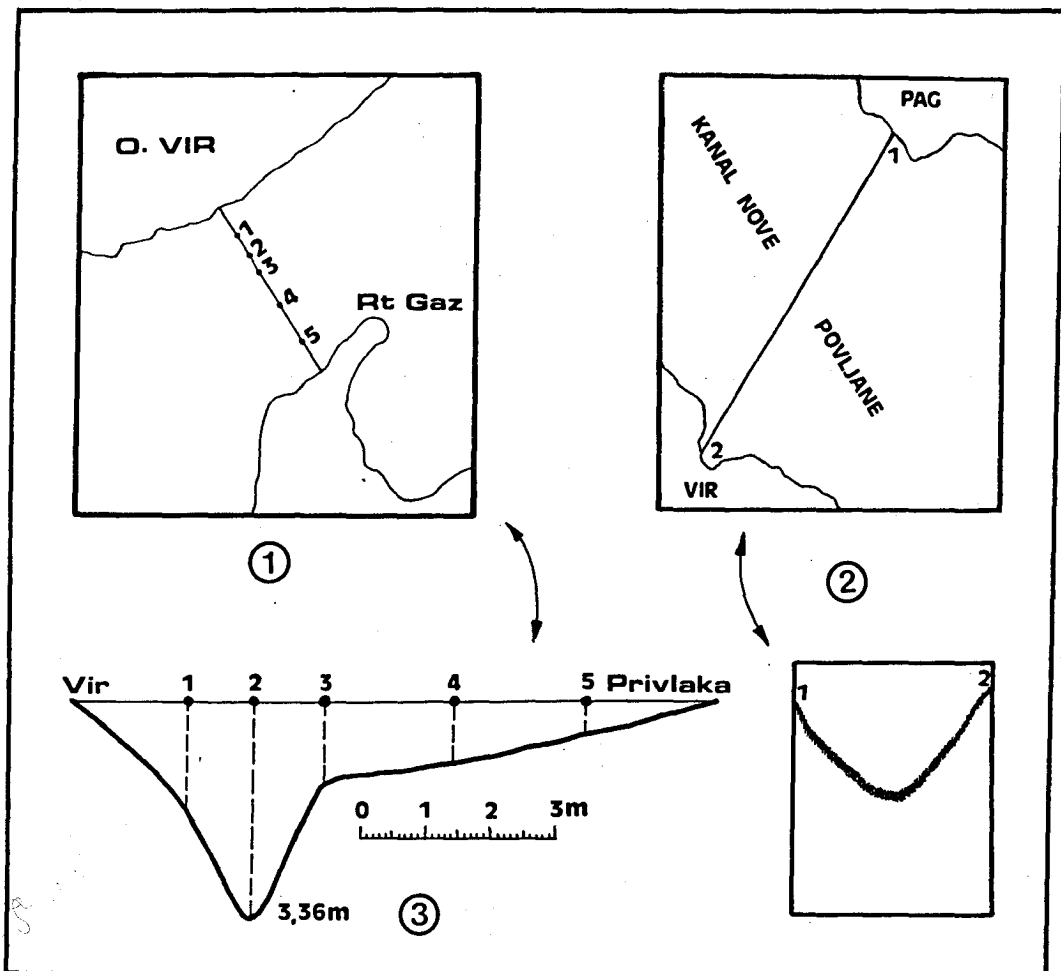 O. VIR
1
2
3
4
5
Rt Gaz
①
PAG
1
KANAL NOVE
POVLJANE
2
VIR
②
Vir 1 2 3 4 5 Privlaka
0 1 2 3m
3,36m
③
1 2